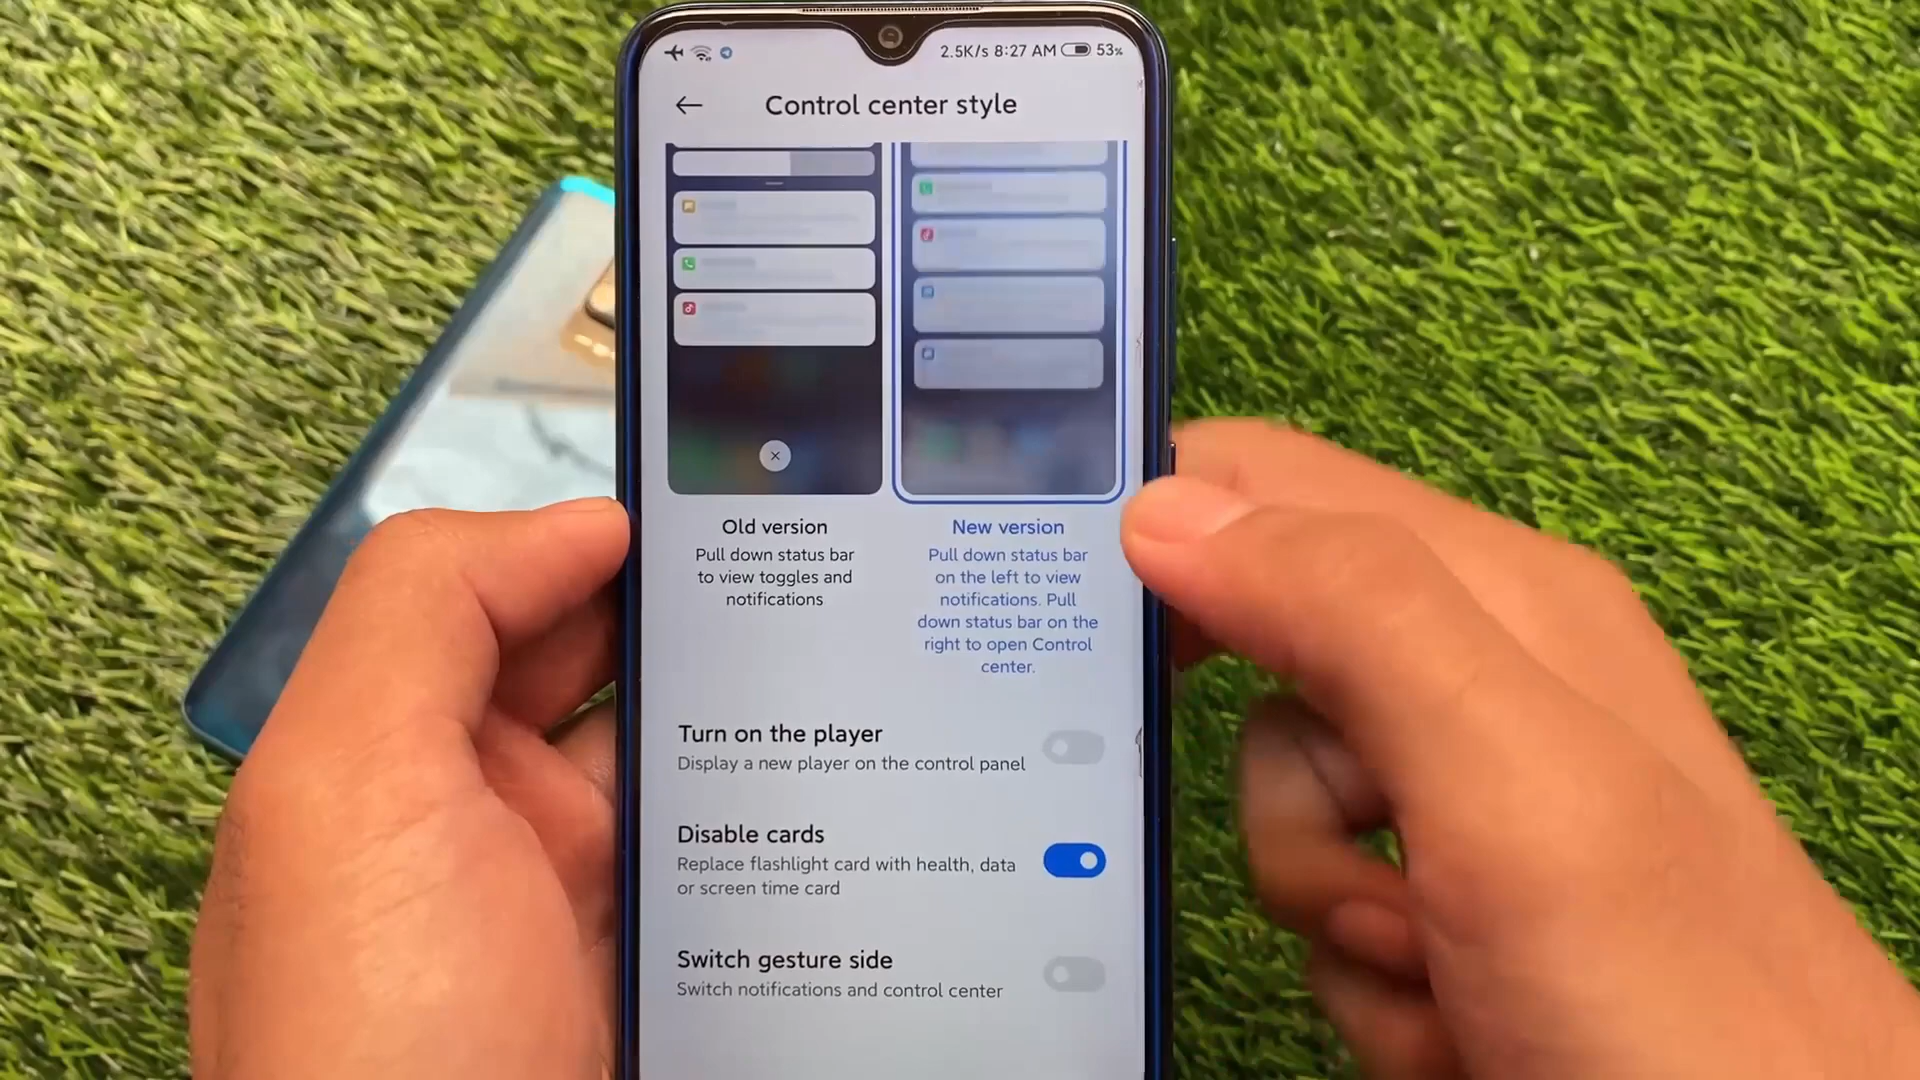 2.5K/s 8:27 AM 53%
Control center style
Old version
Pull down status bar
to view toggles and
notifications
New version
Pull down status bar
on the left to view
notifications. Pull
down status bar on the
right to open Control
center.
Turn on the player
Display a new player on the control panel
Disable cards
Replace flashlight card with health, data
or screen time card
Switch gesture side
Switch notifications and control center